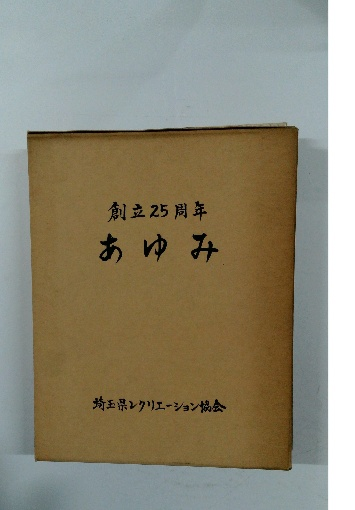 創立25周年
あゆみ
埼玉県レクリエーション協会